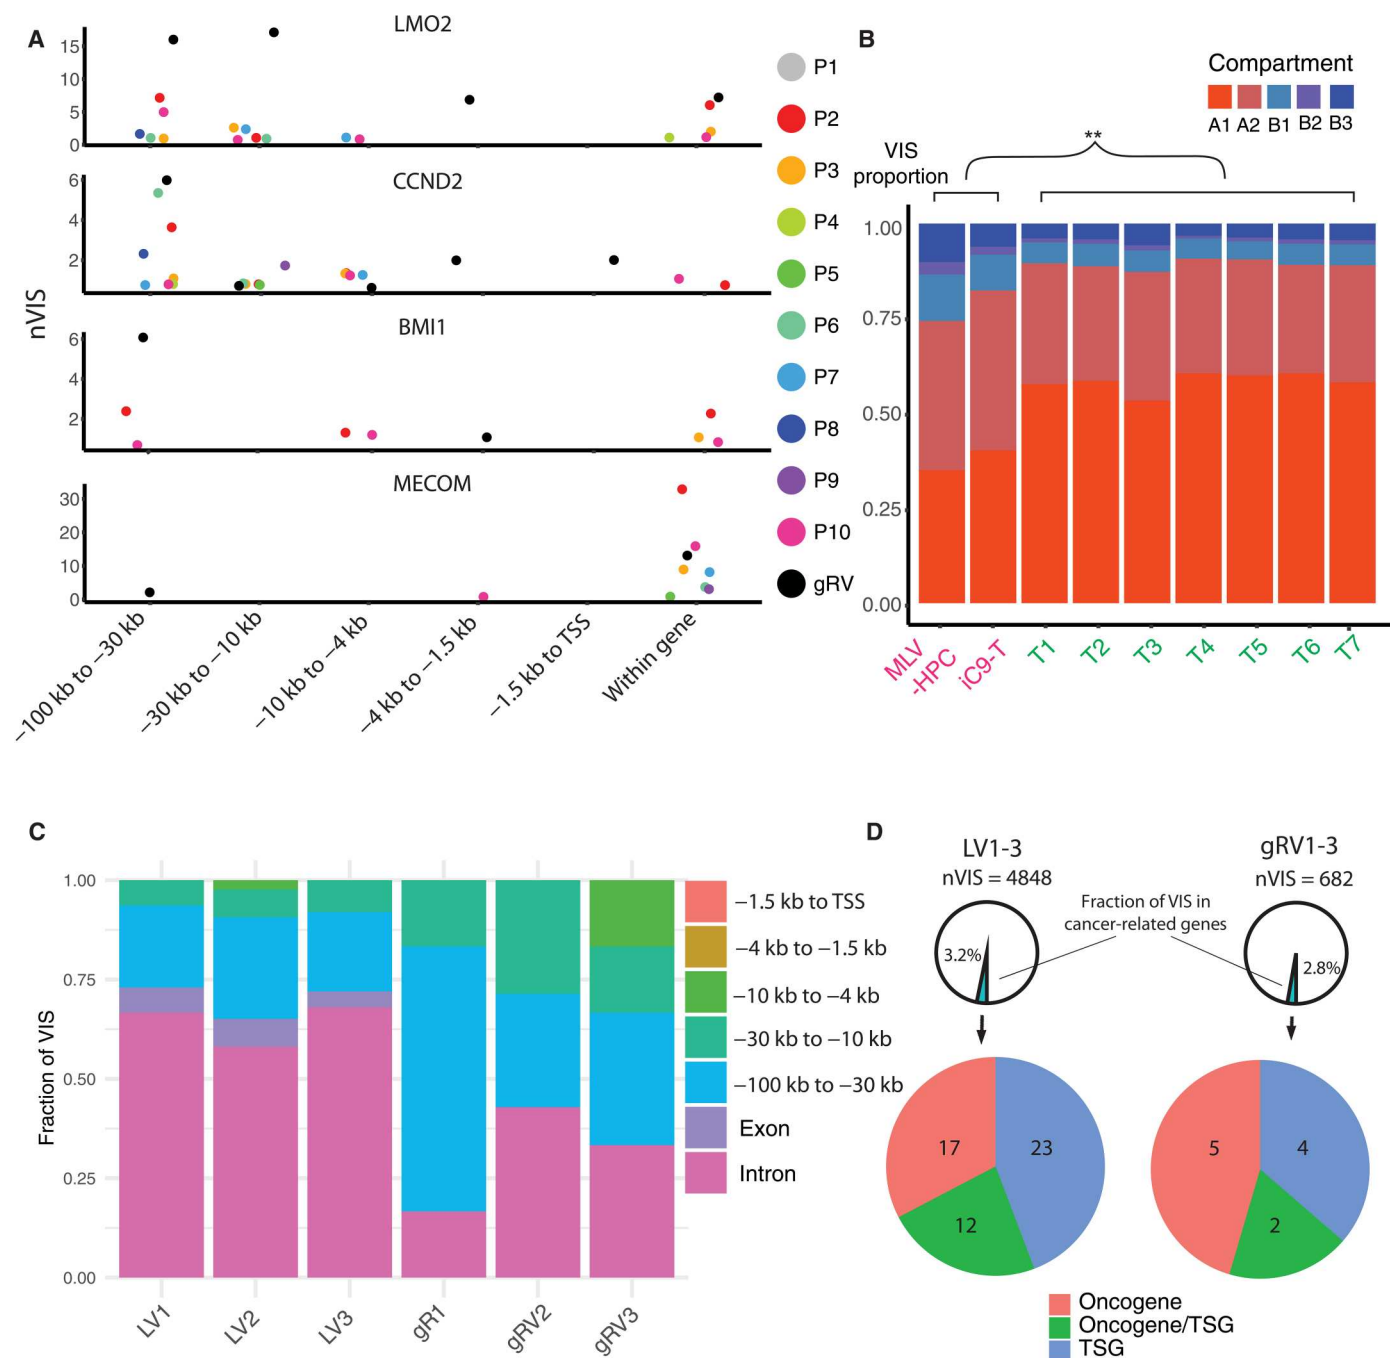 A
LMO2
15
10
5
0
CCND2
6
4
2
BMI1
6
4
2
MECOM
30
20
10
0
nVIS
−100 kb to −30 kb
−30 kb to −10 kb
−10 kb to −4 kb
−4 kb to −1.5 kb
−1.5 kb to TSS
Within gene
P1
P2
P3
P4
P5
P6
P7
P8
P9
P10
gRV
B
Compartment
A1 A2 B1 B2 B3
**
VIS
proportion
1.00
0.75
0.50
0.25
0.00
MLV
-HPC
iC9-T
T1
T2
T3
T4
T5
T6
T7
C
1.00
0.75
0.50
0.25
0.00
Fraction of VIS
LV1
LV2
LV3
gR1
gRV2
gRV3
−1.5 kb to TSS
−4 kb to −1.5 kb
−10 kb to −4 kb
−30 kb to −10 kb
−100 kb to −30 kb
Exon
Intron
D
LV1-3
nVIS = 4848
gRV1-3
nVIS = 682
Fraction of VIS in
cancer-related genes
3.2%
2.8%
17
23
12
5
4
2
Oncogene
Oncogene/TSG
TSG